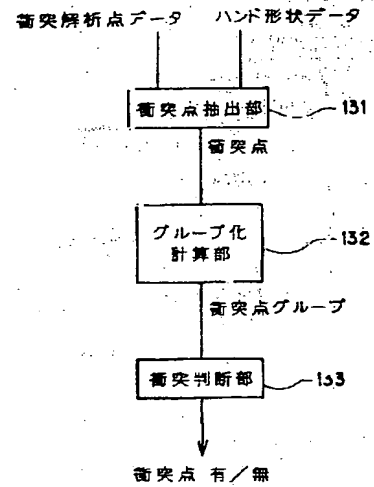 衝突解析点データ ハンド形状データ
衝突点抽出部 131
衝突点
グループ化
計算部 132
衝突点グループ
衝突判断部 133
衝突点 有/無